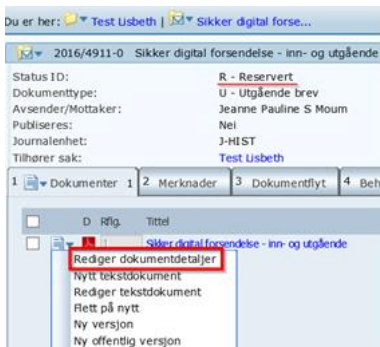 Du er her: Test Lisbeth | Sikker digital forse...
2016/4911-0 Sikker digital forsendelse - inn- og utgående
Status ID: R - Reservert
Dokumenttype: U - Utgående brev
Avsender/Mottaker: Jeanne Pauline S Moum
Publiseres: Nei
Journalenhet: J-HIST
Tilhører sak: Test Lisbeth
1 Dokumenter 1 2 Merknader 3 Dokumentflyt 4 Beh
D Rflg. Tittel
1 Sikker digital forsendelse - inn- og utgående
Rediger dokumentdetaljer
Nytt tekstdokument
Rediger tekstdokument
Flett på nytt
Ny versjon
Ny offentlig versjon